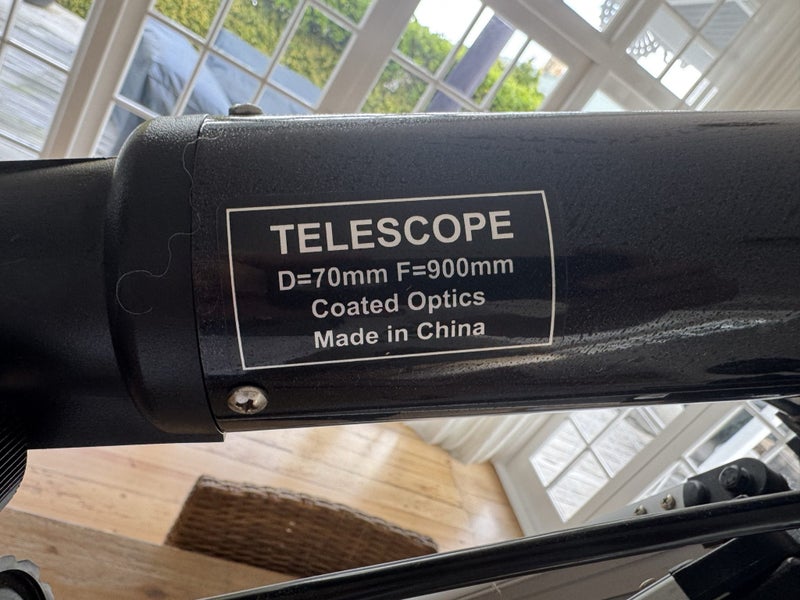 TELESCOPE
D=70mm F=900mm
Coated Optics
Made in China